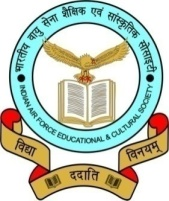 भारतीय वायु सेना शैक्षिक एवं सांस्कृतिक सोसाइटी
INDIAN AIR FORCE EDUCATIONAL & CULTURAL SOCIETY
विद्या
ददाति
विनयम्